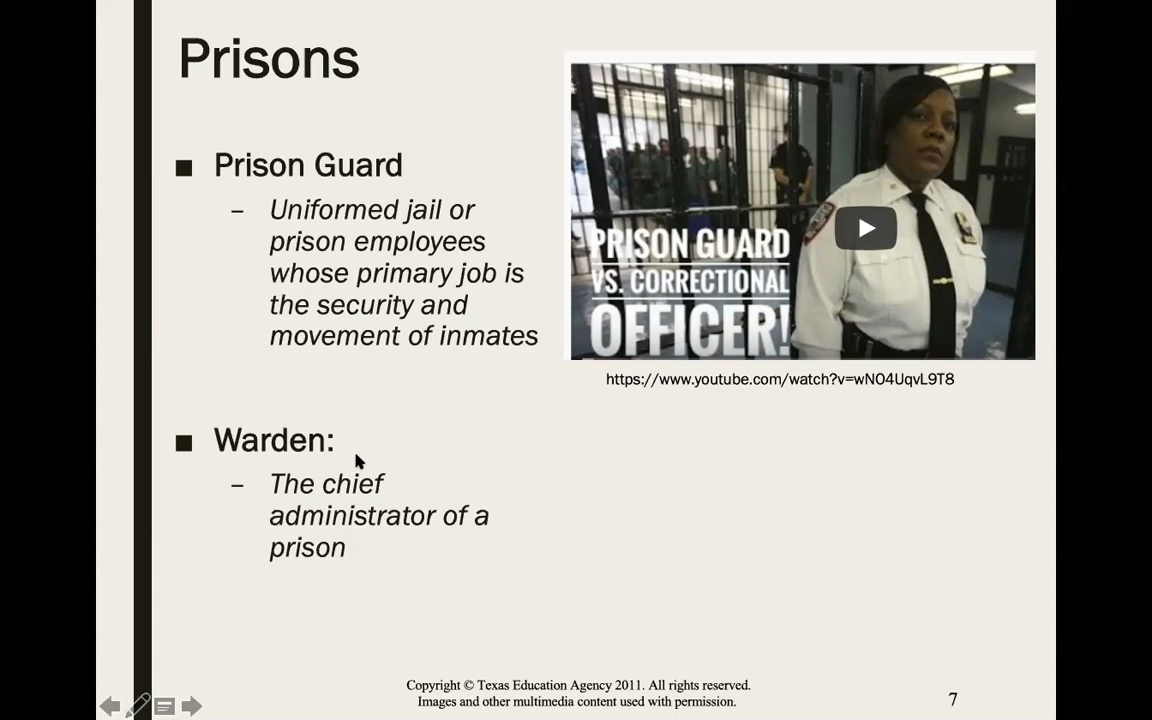 Prisons
Prison Guard
– Uniformed jail or
prison employees
whose primary job is
the security and
movement of inmates
PRISON GUARD
VS. CORRECTIONAL
OFFICER!
https://www.youtube.com/watch?v=wNO4UqvL9T8
Warden:
– The chief
administrator of a
prison
Copyright © Texas Education Agency 2011. All rights reserved.
Images and other multimedia content used with permission.
7